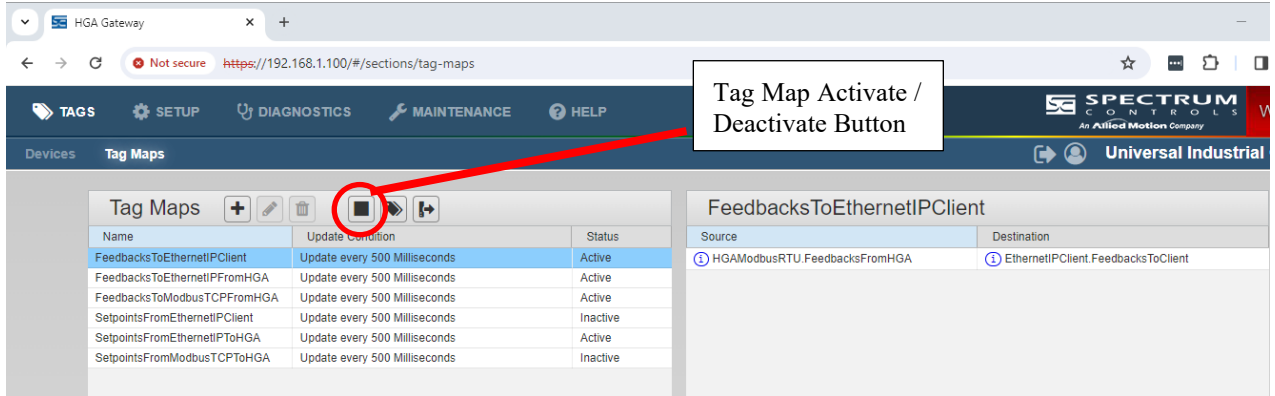 HGA Gateway
Not secure https://192.168.1.100/#/sections/tag-maps
Tag Map Activate /
Deactivate Button
TAGS SETUP DIAGNOSTICS MAINTENANCE HELP
SPECTRUM
CONTROLS
An Allied Motion Company
W
Devices Tag Maps
Universal Industrial
Tag Maps
FeedbacksToEthernetIPClient
Name Update Condition Status
Source Destination
FeedbacksToEthernetIPClient Update every 500 Milliseconds Active
HGAModbusRTU.FeedbacksFromHGA EthernetIPClient.FeedbacksToClient
FeedbacksToEthernetIPFromHGA Update every 500 Milliseconds Active
FeedbacksToModbusTCPFromHGA Update every 500 Milliseconds Active
SetpointsFromEthernetIPClient Update every 500 Milliseconds Inactive
SetpointsFromEthernetIPToHGA Update every 500 Milliseconds Active
SetpointsFromModbusTCPToHGA Update every 500 Milliseconds Inactive